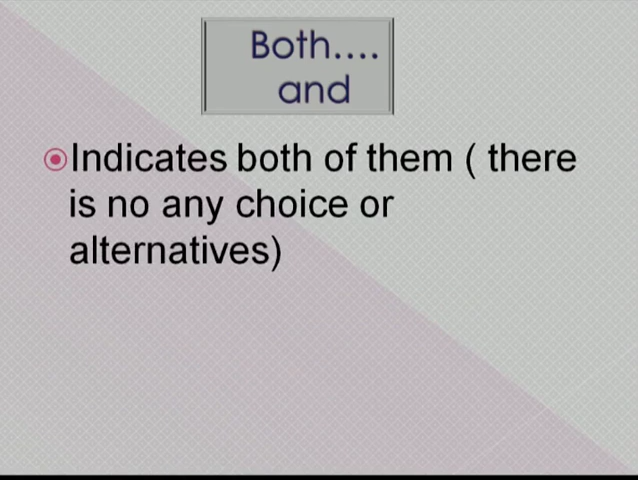 Both....
and
Indicates both of them ( there
is no any choice or
alternatives)